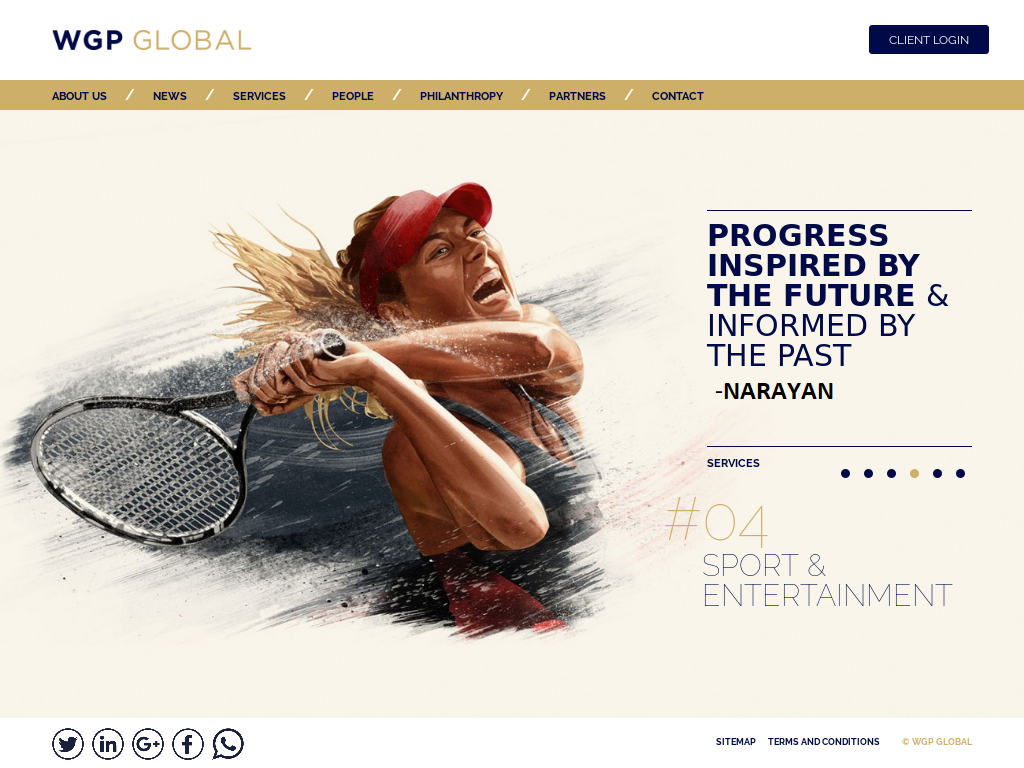 WGP GLOBAL
CLIENT LOGIN
ABOUT US / NEWS / SERVICES / PEOPLE / PHILANTHROPY / PARTNERS / CONTACT
PROGRESS
INSPIRED BY
THE FUTURE &
INFORMED BY
THE PAST
-NARAYAN
SERVICES
#04
SPORT &
ENTERTAINMENT
SITEMAP TERMS AND CONDITIONS © WGP GLOBAL